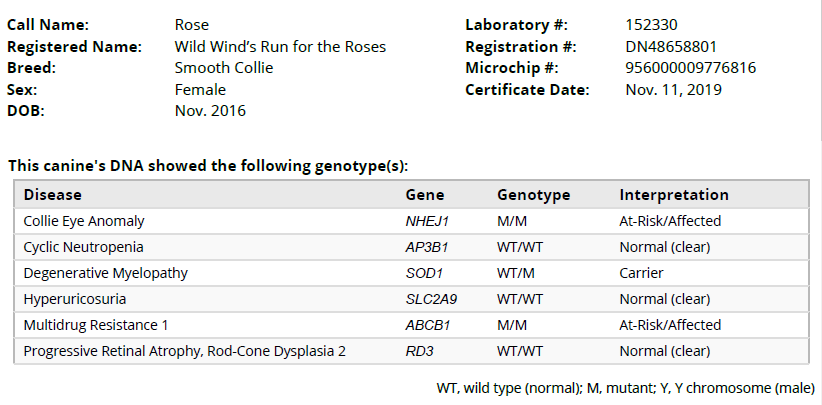 Call Name: Rose Laboratory #: 152330
Registered Name: Wild Wind's Run for the Roses Registration #: DN48658801
Breed: Smooth Collie Microchip #: 956000009776816
Sex: Female Certificate Date: Nov. 11, 2019
DOB: Nov. 2016
This canine's DNA showed the following genotype(s):
Disease Gene Genotype Interpretation
Collie Eye Anomaly NHEJ1 M/M At-Risk/Affected
Cyclic Neutropenia AP3B1 WT/WT Normal (clear)
Degenerative Myelopathy SOD1 WT/M Carrier
Hyperuricosuria SLC2A9 WT/WT Normal (clear)
Multidrug Resistance 1 ABCB1 M/M At-Risk/Affected
Progressive Retinal Atrophy, Rod-Cone Dysplasia 2 RD3 WT/WT Normal (clear)
WT, wild type (normal); M, mutant; Y, Y chromosome (male)